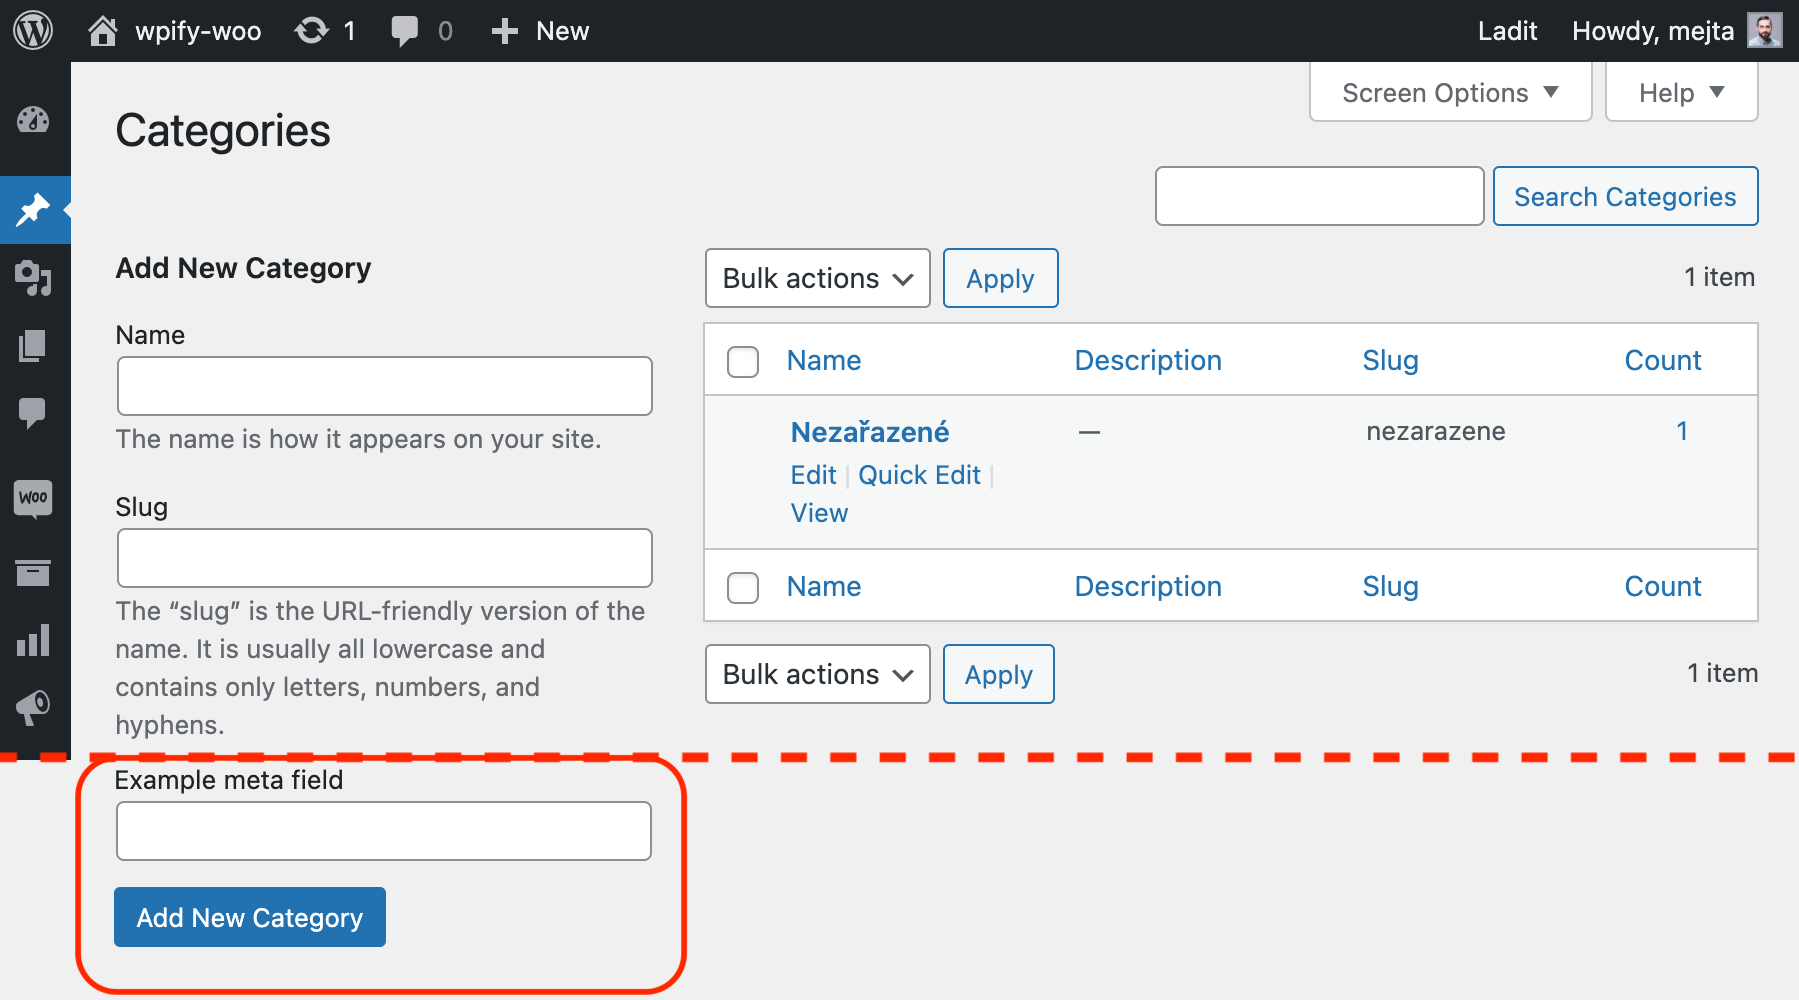 wpify-woo 1 0 New Ladit Howdy, mejta
Screen Options Help
Categories
Search Categories
Add New Category
Name
The name is how it appears on your site.
Slug
The “slug” is the URL-friendly version of the
name. It is usually all lowercase and
contains only letters, numbers, and
hyphens.
Example meta field
Add New Category
Bulk actions Apply 1 item
Name Description Slug Count
Nezařazené — nezarazene 1
Edit | Quick Edit |
View
Name Description Slug Count
Bulk actions Apply 1 item
Woo